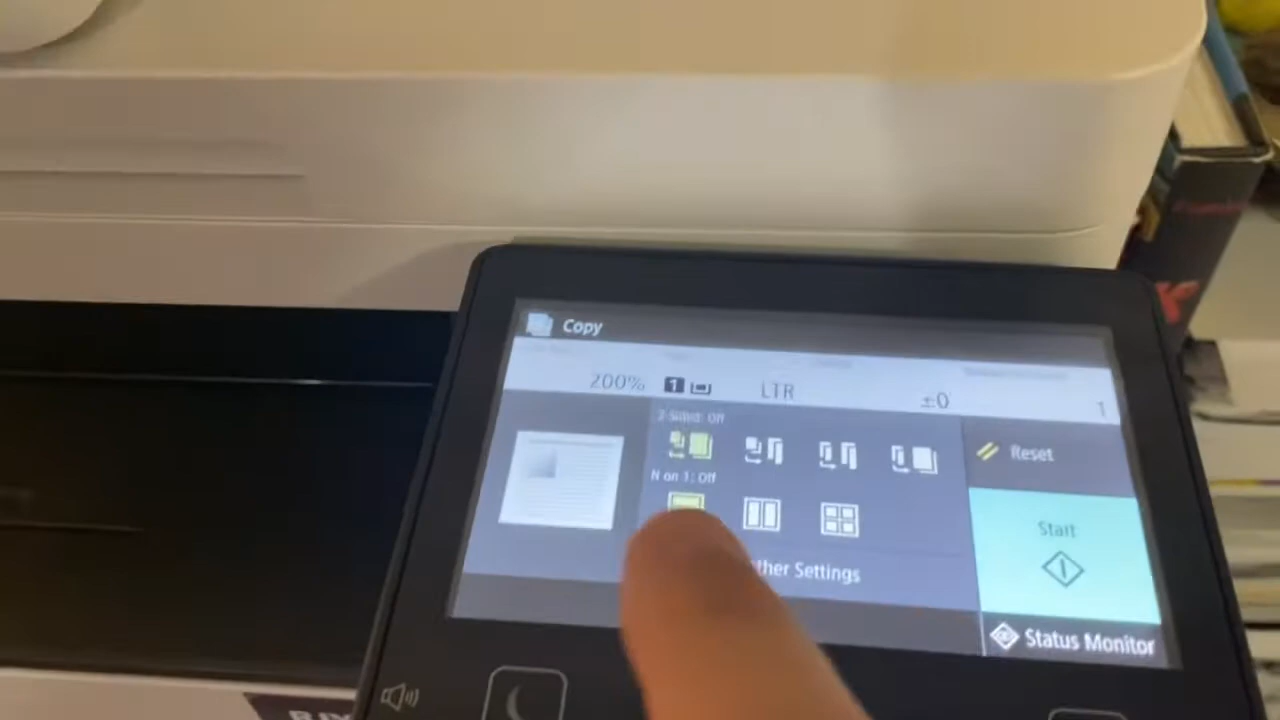 Copy
200% 1 LTR ±0 1
2-Sided: Off
Reset
N on 1: Off
Start
ther Settings
Status Monitor